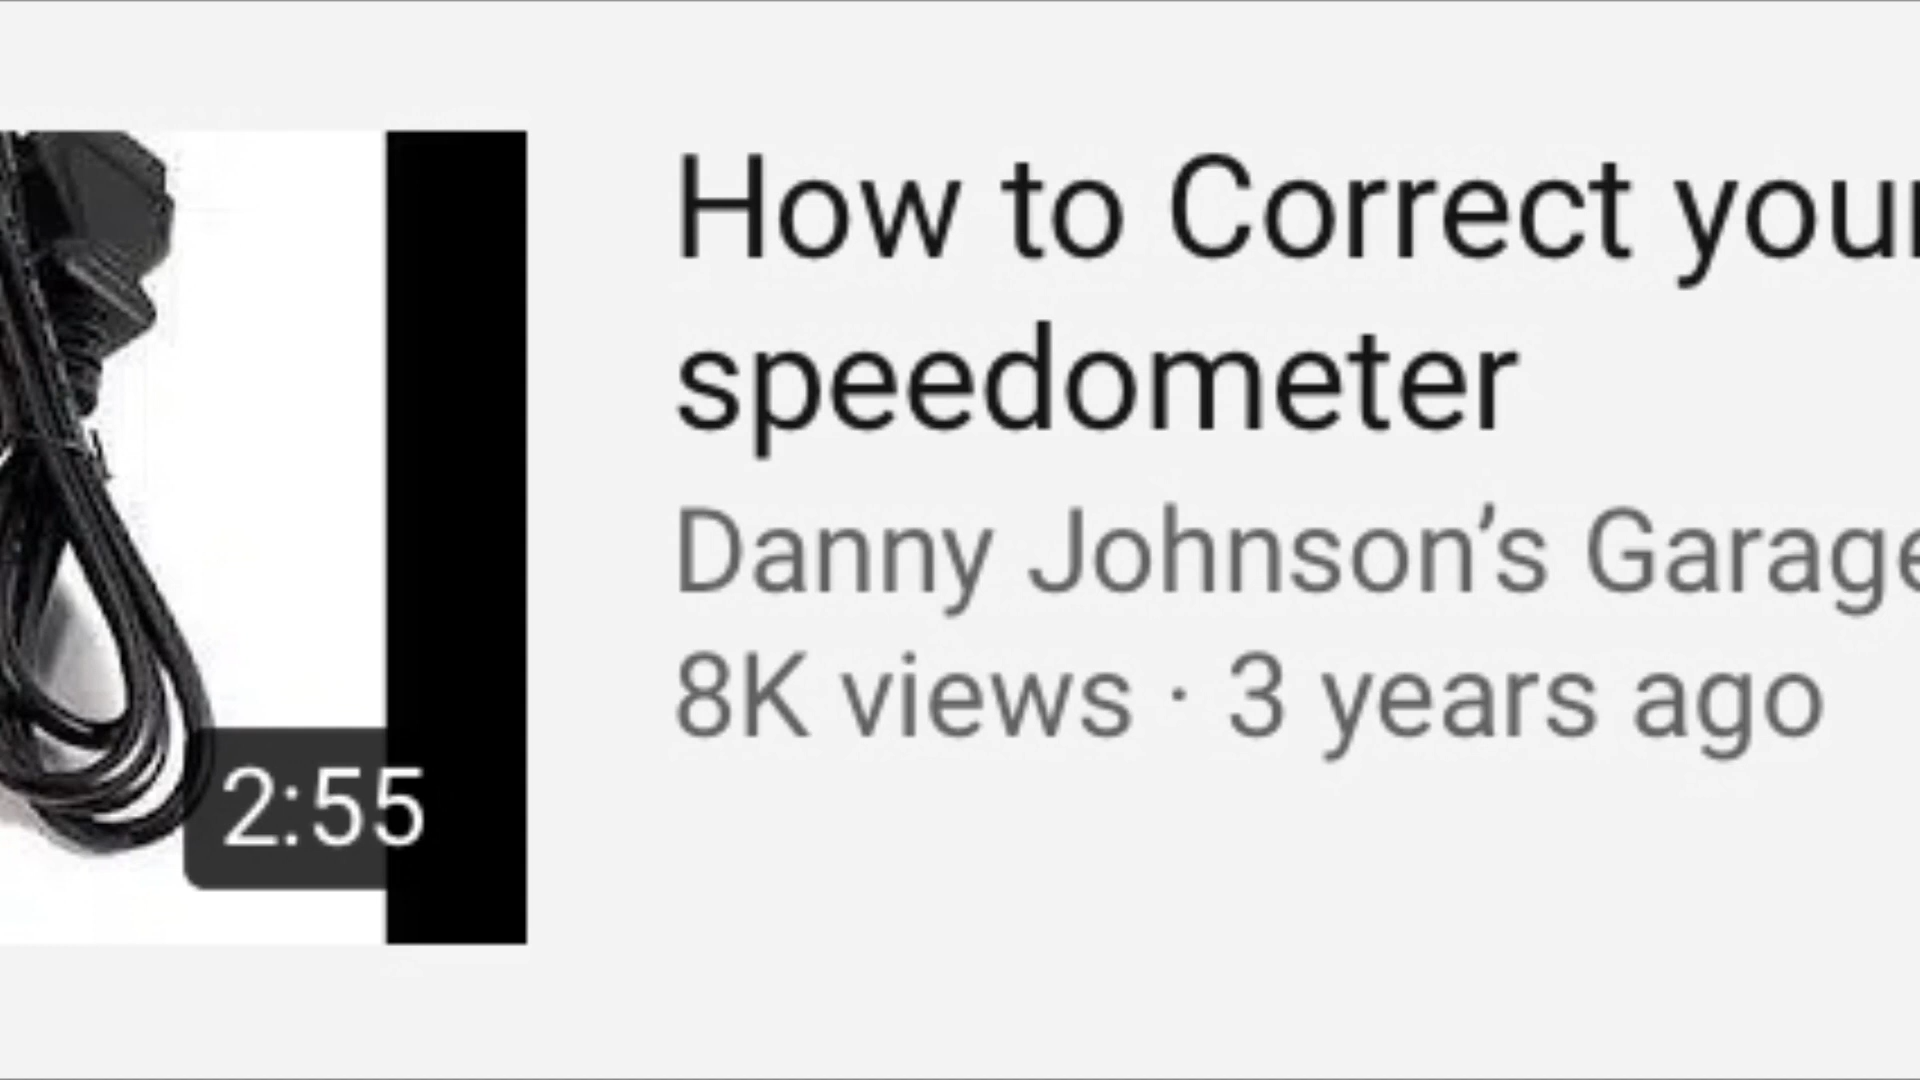 How to Correct your
speedometer
Danny Johnson’s Garage
8K views · 3 years ago
2:55